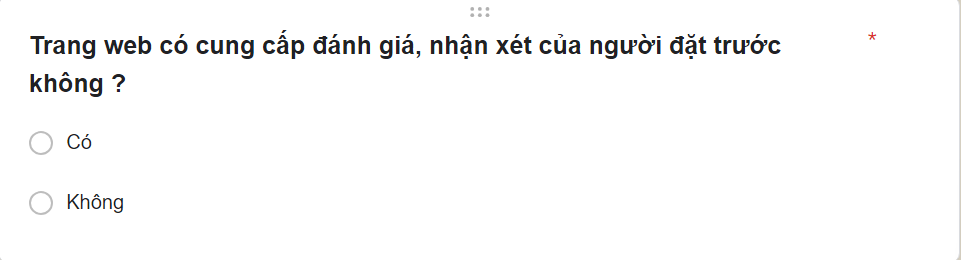 Trang web có cung cấp đánh giá, nhận xét của người đặt trước *
không ?
Có
Không